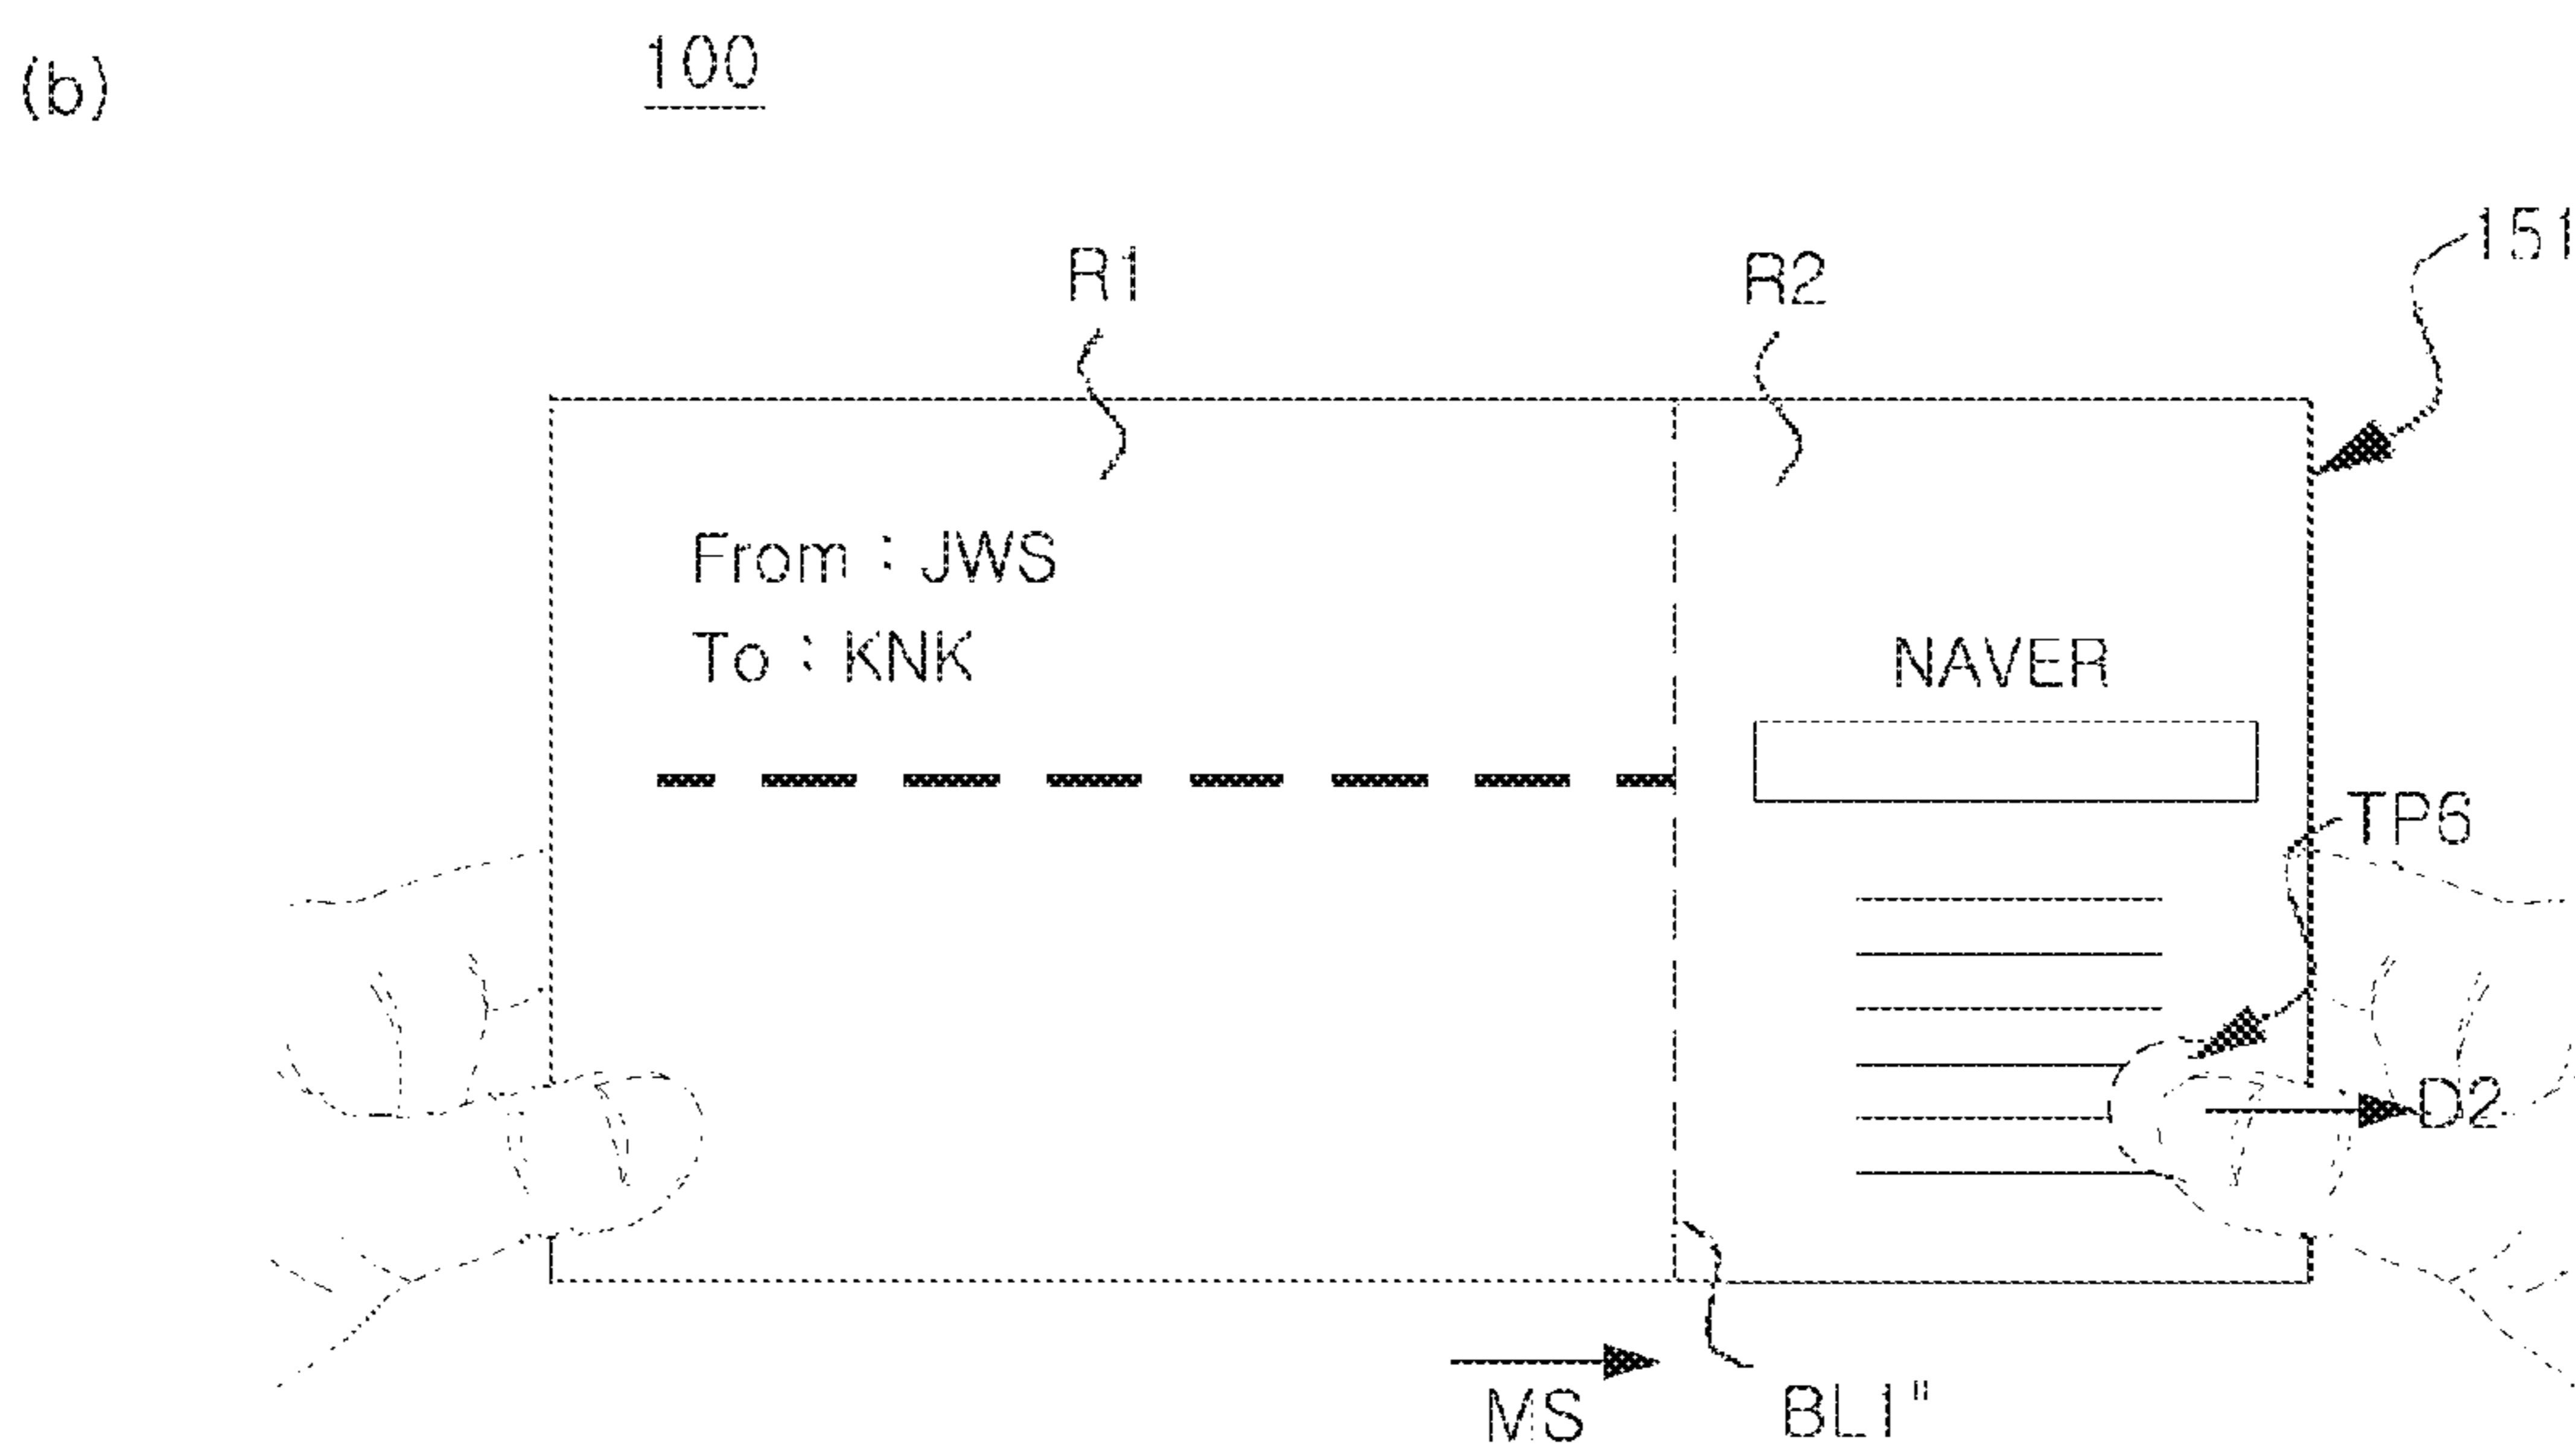 (b)
100
151
R1
R2
From : JWS
To : KNK
NAVER
TP6
D2
MS
BL1"